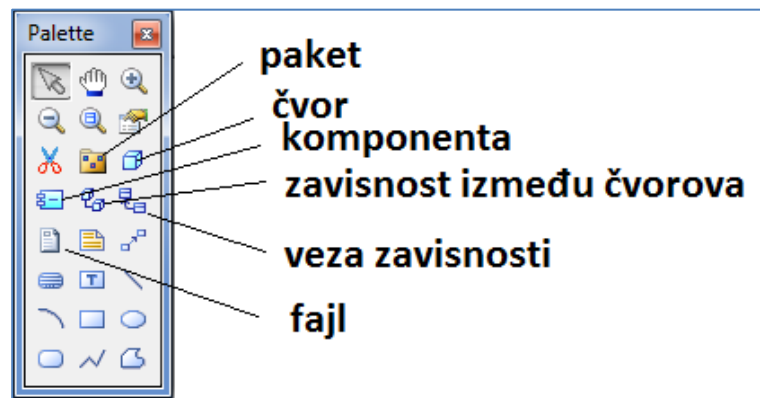 Palette
paket
čvor
komponenta
zavisnost između čvorova
veza zavisnosti
fajl